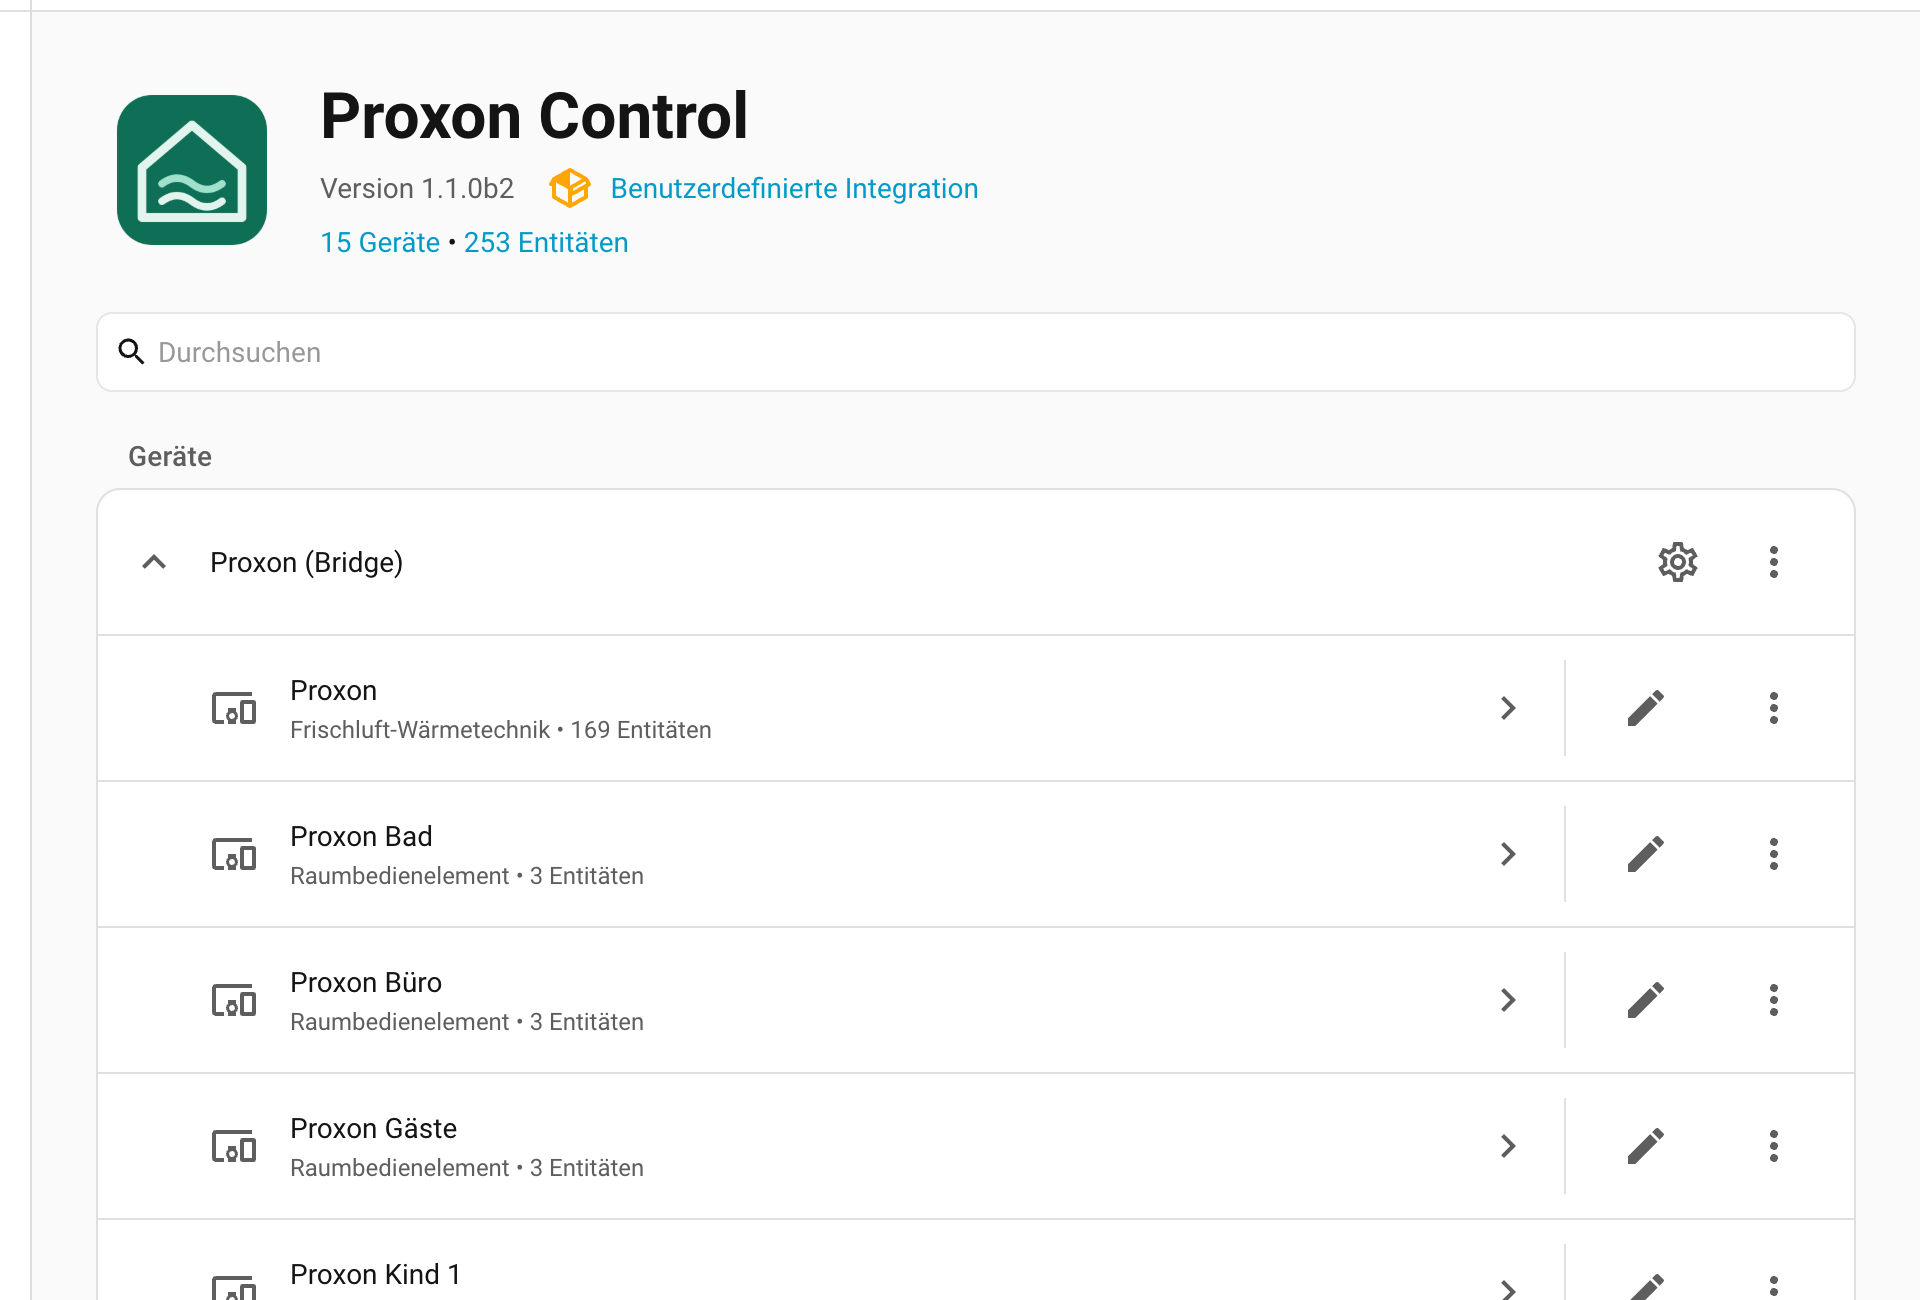 Proxon Control
Version 1.1.0b2 Benutzerdefinierte Integration
15 Geräte • 253 Entitäten
Durchsuchen
Geräte
Proxon (Bridge)
Proxon
Frischluft-Wärmetechnik • 169 Entitäten
Proxon Bad
Raumbedienelement • 3 Entitäten
Proxon Büro
Raumbedienelement • 3 Entitäten
Proxon Gäste
Raumbedienelement • 3 Entitäten
Proxon Kind 1